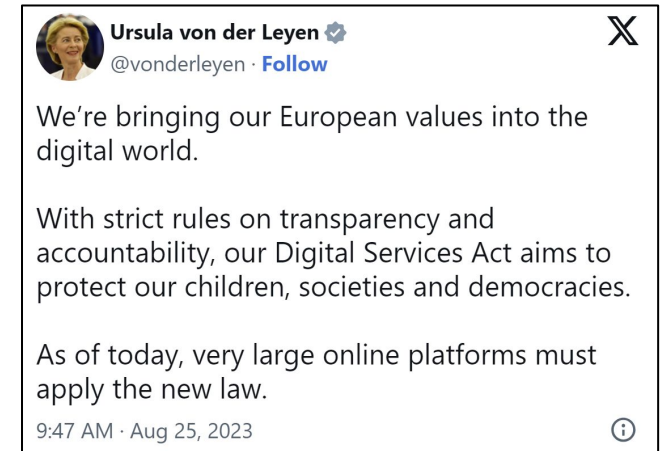 Ursula von der Leyen
@vonderleyen · Follow
We’re bringing our European values into the
digital world.
With strict rules on transparency and
accountability, our Digital Services Act aims to
protect our children, societies and democracies.
As of today, very large online platforms must
apply the new law.
9:47 AM · Aug 25, 2023